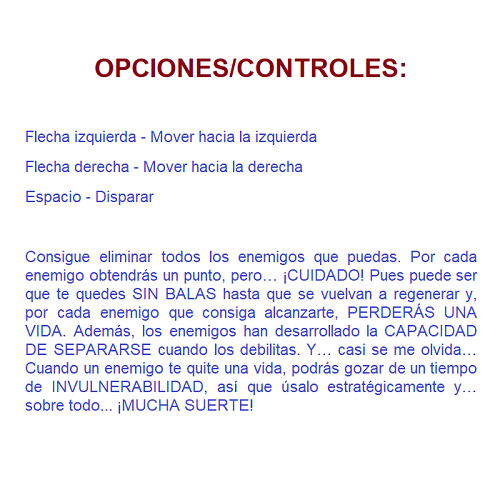 OPCIONES/CONTROLES:
Flecha izquierda - Mover hacia la izquierda
Flecha derecha - Mover hacia la derecha
Espacio - Disparar
Consigue eliminar todos los enemigos que puedas. Por cada
enemigo obtendrás un punto, pero… ¡CUIDADO! Pues puede ser
que te quedes SIN BALAS hasta que se vuelvan a regenerar y,
por cada enemigo que consiga alcanzarte, PERDERÁS UNA
VIDA. Además, los enemigos han desarrollado la CAPACIDAD
DE SEPARARSE cuando los debilitas. Y… casi se me olvida…
Cuando un enemigo te quite una vida, podrás gozar de un tiempo
de INVULNERABILIDAD, así que úsalo estratégicamente y…
sobre todo... ¡MUCHA SUERTE!